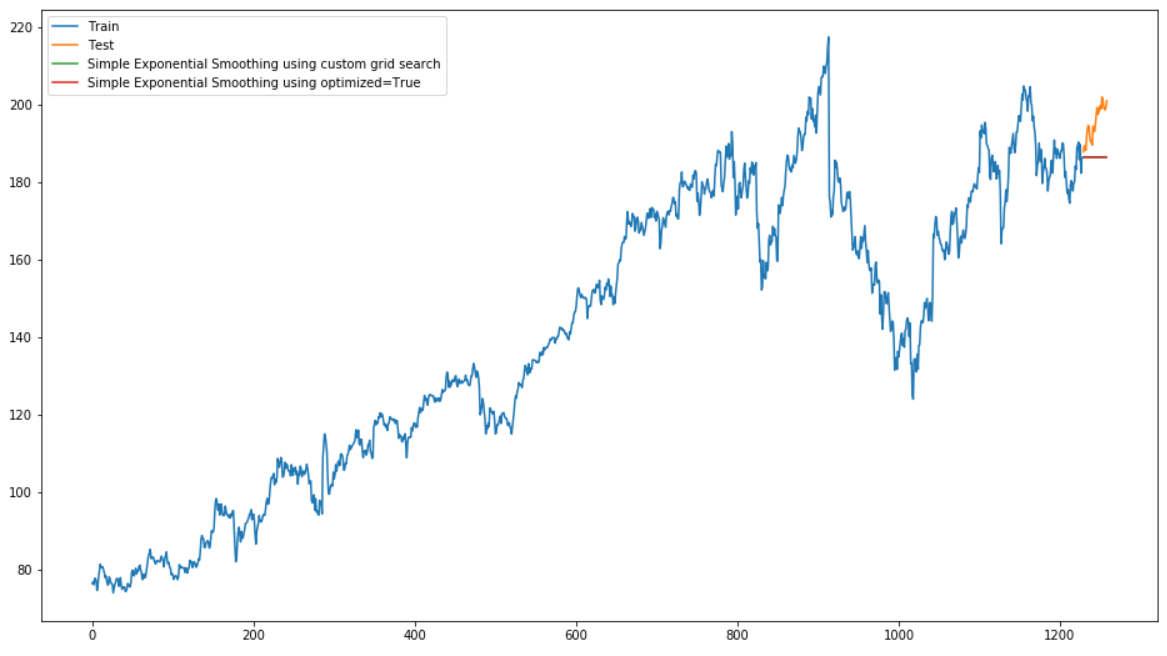 Train
Test
Simple Exponential Smoothing using custom grid search
Simple Exponential Smoothing using optimized=True
220
200
180
160
140
120
100
80
0 200 400 600 800 1000 1200